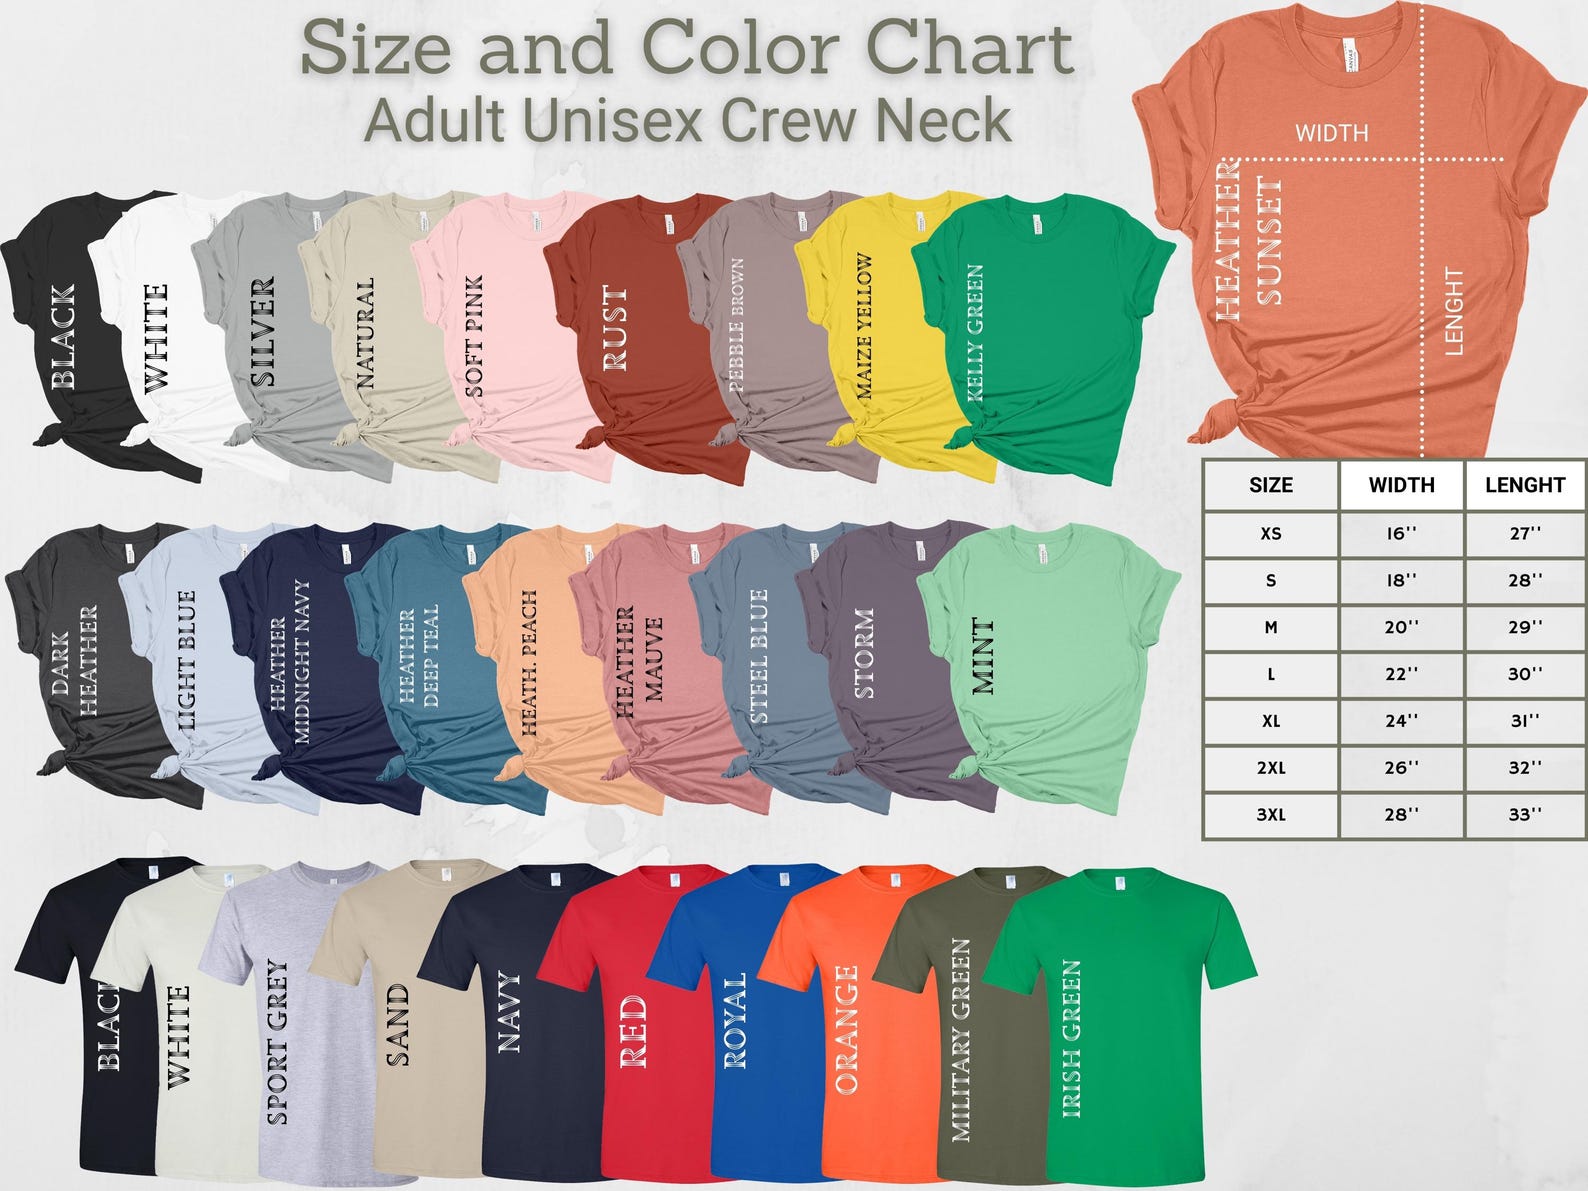 Size and Color Chart
Adult Unisex Crew Neck
WIDTH
LENGHT
HEATHER
SUNSET
BLACK
WHITE
SILVER
NATURAL
SOFT PINK
RUST
PEBBLE BROWN
MAIZE YELLOW
KELLY GREEN
SIZE WIDTH LENGHT
XS 16'' 27''
S 18'' 28''
M 20'' 29''
L 22'' 30''
XL 24'' 31''
2XL 26'' 32''
3XL 28'' 33''
DARK
HEATHER
LIGHT BLUE
HEATHER
MIDNIGHT NAVY
HEATHER
DEEP TEAL
HEATH. PEACH
HEATHER
MAUVE
STEEL BLUE
STORM
MINT
BLACK
WHITE
SPORT GREY
SAND
NAVY
RED
ROYAL
ORANGE
MILITARY GREEN
IRISH GREEN